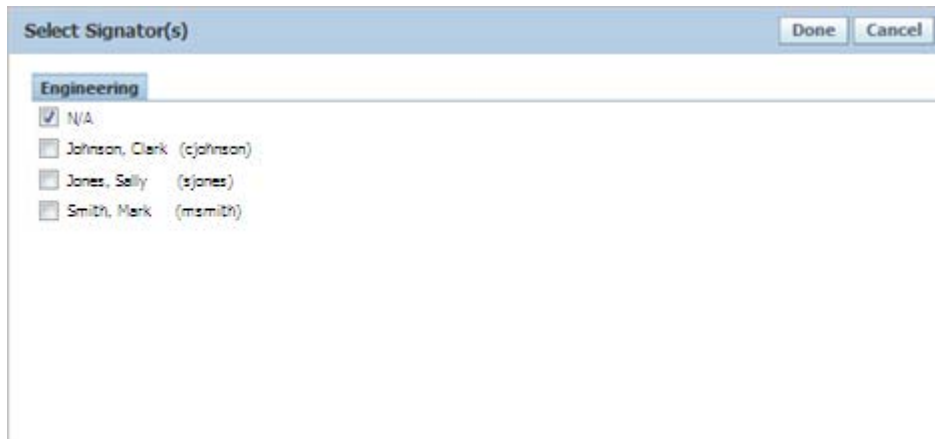 Select Signator(s) Done Cancel
Engineering
N/A
Johnson, Clark (cjohnson)
Jones, Sally (sjones)
Smith, Mark (msmith)